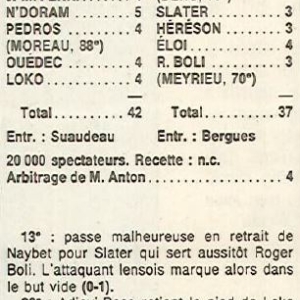 N'DORAM ........ 5 SLATER ........ 3
PEDROS ........ 4 HÉRÉSON ..... 3
(MOREAU, 88e) ÉLOI ........... 4
OUÉDEC ........ 4 R. BOLI ........ 3
LOKO ........... 4 (MEYRIEU, 70e)
Total ......... 42 Total ......... 37
Entr. : Suaudeau Entr. : Bergues
20 000 spectateurs. Recette : n.c.
Arbitrage de M. Anton .............. 4
13e : passe malheureuse en retrait de
Naybet pour Slater qui sert aussitôt Roger
Boli. L'attaquant lensois marque alors dans
le but vide (0-1).